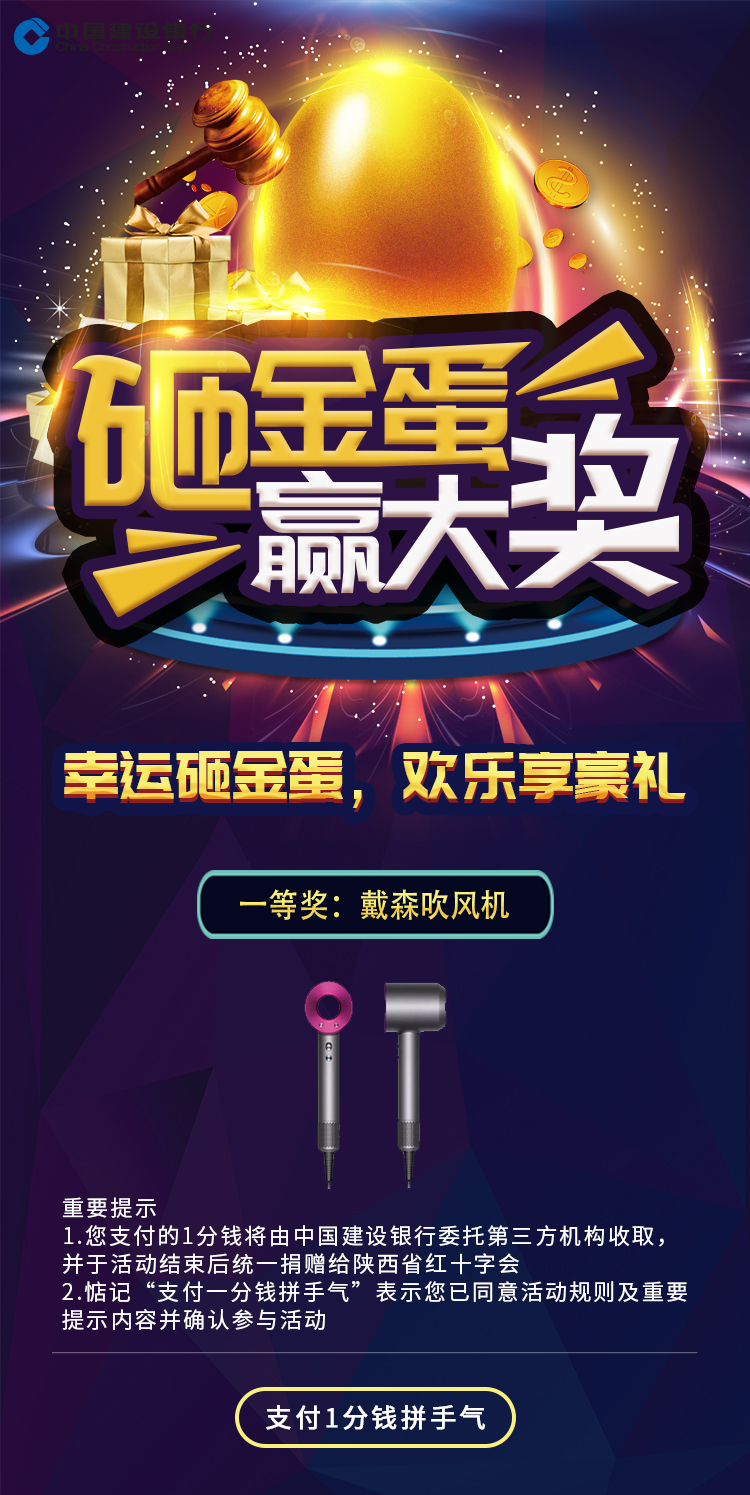 中国建设银行
China Construction Bank
砸金蛋
赢大奖
幸运砸金蛋，欢乐享豪礼
一等奖：戴森吹风机
重要提示
1.您支付的1分钱将由中国建设银行委托第三方机构收取，
并于活动结束后统一捐赠给陕西省红十字会
2.惦记“支付一分钱拼手气”表示您已同意活动规则及重要
提示内容并确认参与活动
支付1分钱拼手气